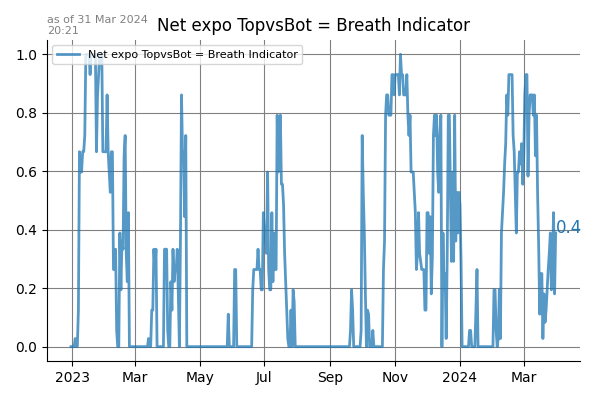 as of 31 Mar 2024
20:21
Net expo TopvsBot = Breath Indicator
Net expo TopvsBot = Breath Indicator
1.0
0.8
0.6
0.4
0.2
0.0
0.4
2023 Mar May Jul Sep Nov 2024 Mar